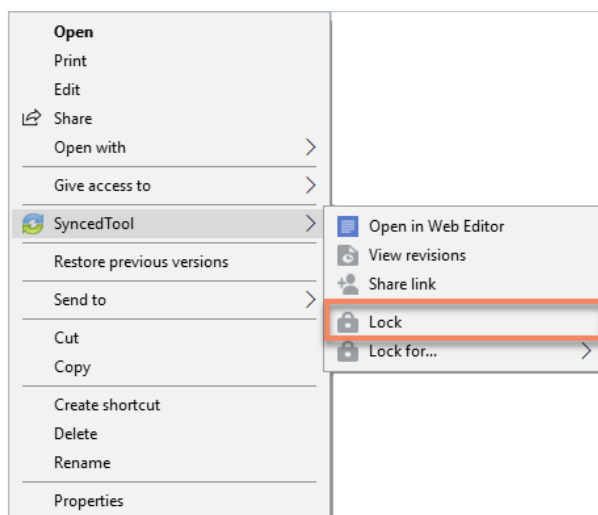 Open
Print
Edit
Share
Open with
Give access to
SyncedTool
Restore previous versions
Send to
Cut
Copy
Create shortcut
Delete
Rename
Properties
Open in Web Editor
View revisions
Share link
Lock
Lock for...